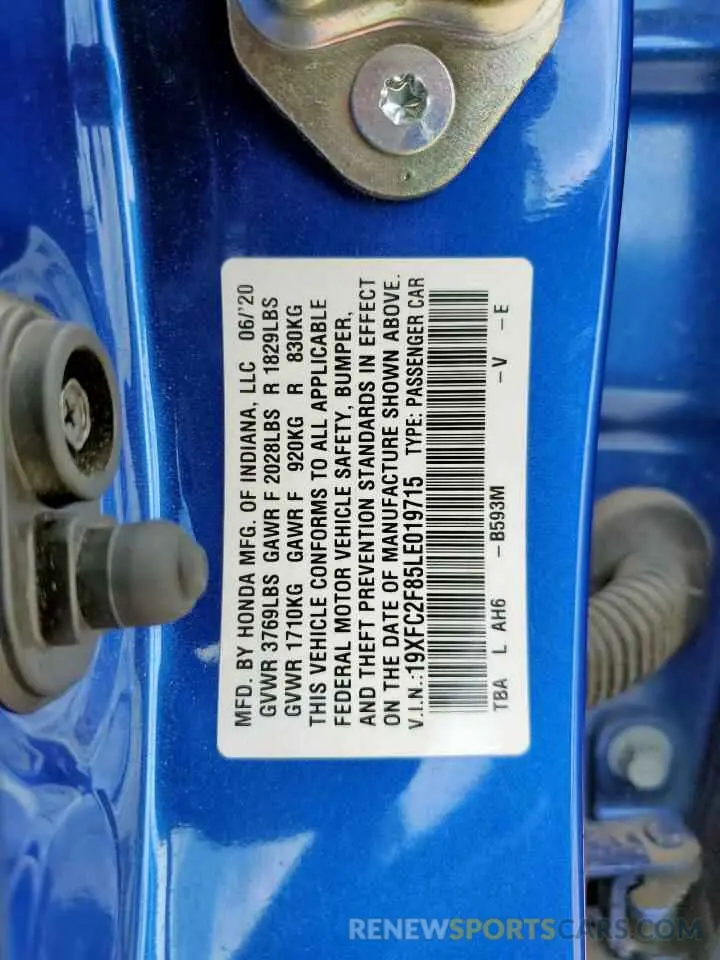 MFD. BY HONDA MFG. OF INDIANA, LLC 06/'20
GVWR 3769LBS GAWR F 2028LBS R 1829LBS
GVWR 1710KG GAWR F 920KG R 830KG
THIS VEHICLE CONFORMS TO ALL APPLICABLE
FEDERAL MOTOR VEHICLE SAFETY, BUMPER,
AND THEFT PREVENTION STANDARDS IN EFFECT
ON THE DATE OF MANUFACTURE SHOWN ABOVE.
V.I.N.:19XFC2F85LE019715 TYPE: PASSENGER CAR
TBA L AH6 -B593M -V -E
RENEWSPORTSCARS.COM